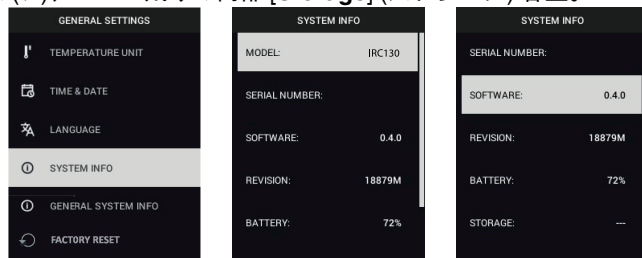 GENERAL SETTINGS
TEMPERATURE UNIT
TIME & DATE
LANGUAGE
SYSTEM INFO
GENERAL SYSTEM INFO
FACTORY RESET
SYSTEM INFO
MODEL: IRC130
SERIAL NUMBER:
SOFTWARE: 0.4.0
REVISION: 18879M
BATTERY: 72%
SYSTEM INFO
SERIAL NUMBER:
SOFTWARE: 0.4.0
REVISION: 18879M
BATTERY: 72%
STORAGE: ---